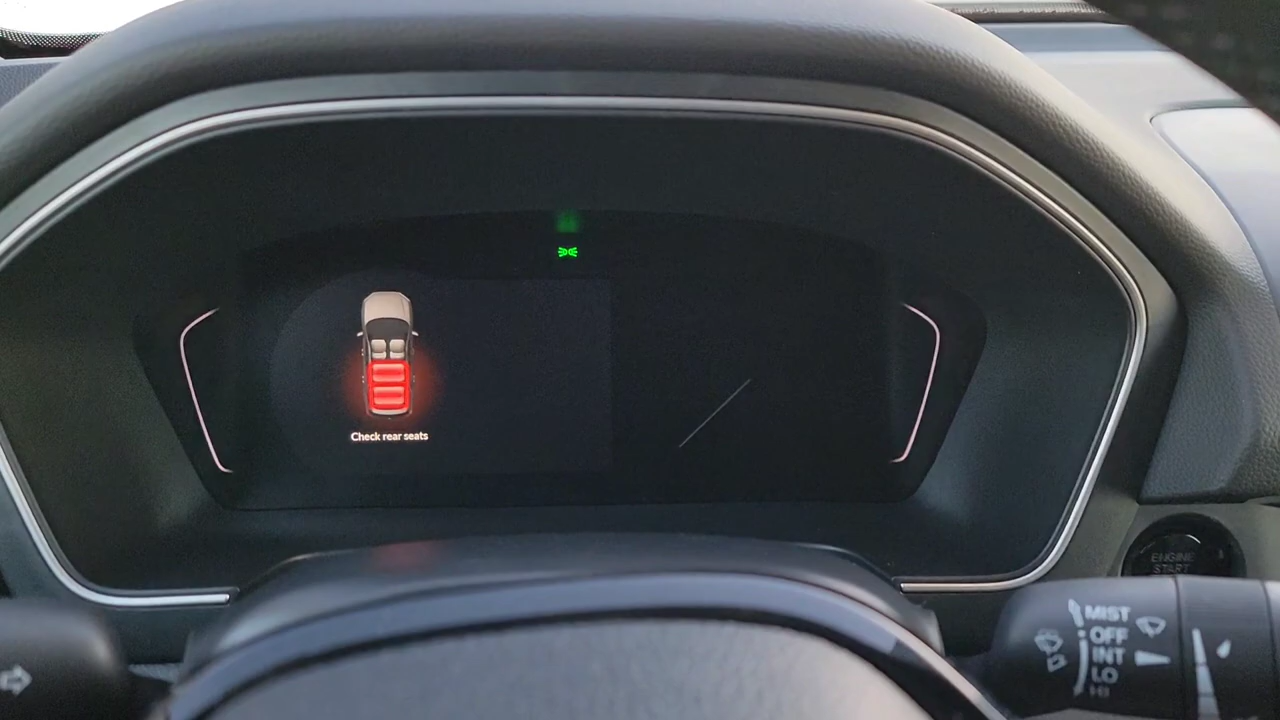 Check rear seats
ENGINE
START
MIST
OFF
INT
LO
HI